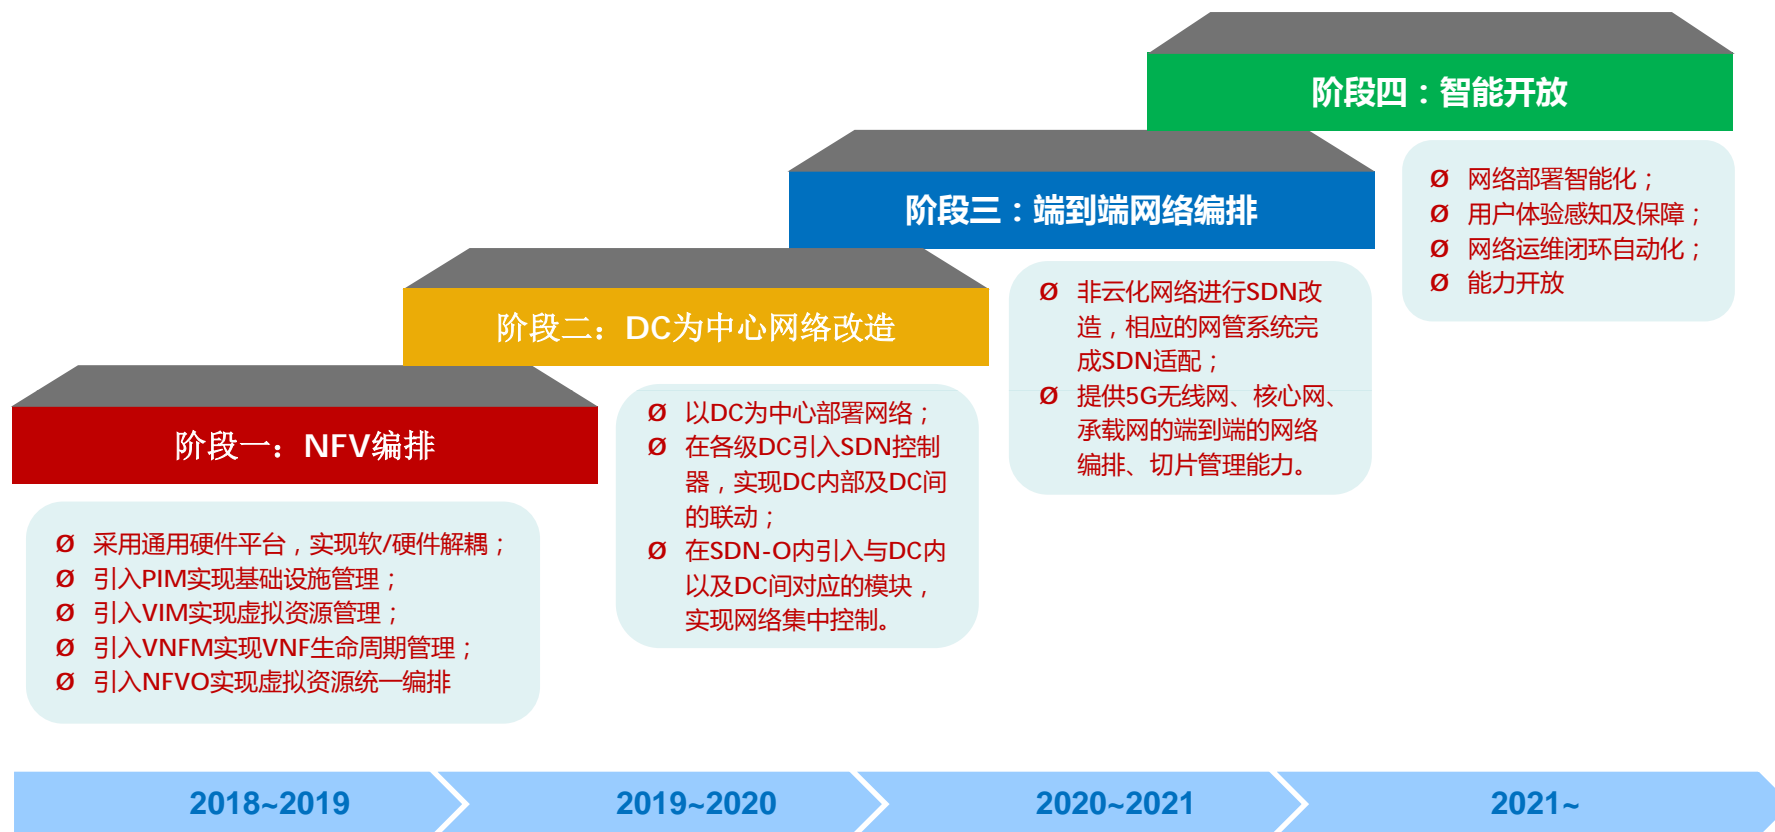 阶段四：智能开放
Ø 网络部署智能化；
Ø 用户体验感知及保障；
Ø 网络运维闭环自动化；
Ø 能力开放
阶段三：端到端网络编排
Ø 非云化网络进行SDN改
造，相应的网管系统完
成SDN适配；
Ø 提供5G无线网、核心网、
承载网的端到端的网络
编排、切片管理能力。
阶段二：DC为中心网络改造
Ø 以DC为中心部署网络；
Ø 在各级DC引入SDN控制
器，实现DC内部及DC间
的联动；
Ø 在SDN-O内引入与DC内
以及DC间对应的模块，
实现网络集中控制。
阶段一：NFV编排
Ø 采用通用硬件平台，实现软/硬件解耦；
Ø 引入PIM实现基础设施管理；
Ø 引入VIM实现虚拟资源管理；
Ø 引入VNFM实现VNF生命周期管理；
Ø 引入NFVO实现虚拟资源统一编排
2018~2019
2019~2020
2020~2021
2021~